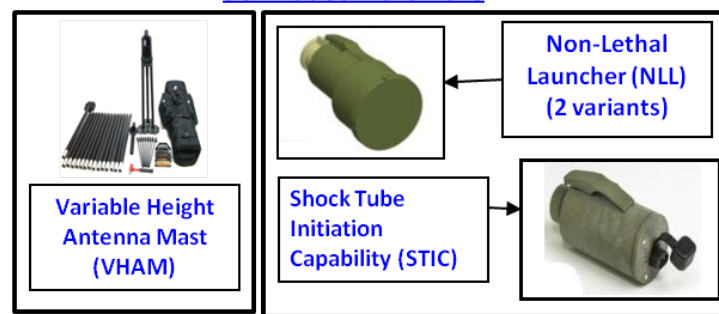 Non-Lethal
Launcher (NLL)
(2 variants)
Variable Height
Antenna Mast
(VHAM)
Shock Tube
Initiation
Capability (STIC)